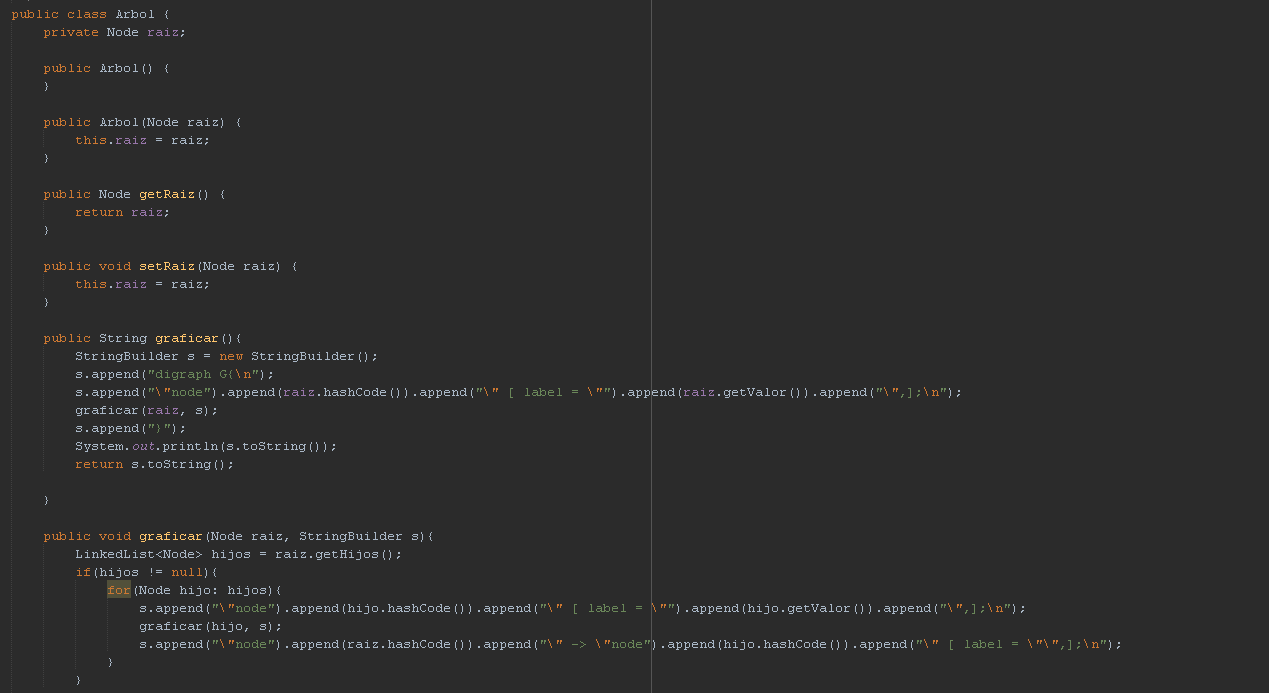 public class Arbol {
    private Node raiz;
    public Arbol() {
    }
    public Arbol(Node raiz) {
        this.raiz = raiz;
    }
    public Node getRaiz() {
        return raiz;
    }
    public void setRaiz(Node raiz) {
        this.raiz = raiz;
    }
    public String graficar(){
        StringBuilder s = new StringBuilder();
        s.append("digraph G{\n");
        s.append("\"node").append(raiz.hashCode()).append("\" [ label = \"").append(raiz.getValor()).append("\",];\n");
        graficar(raiz, s);
        s.append("}");
        System.out.println(s.toString());
        return s.toString();
    }
    public void graficar(Node raiz, StringBuilder s){
        LinkedList<Node> hijos = raiz.getHijos();
        if(hijos != null){
            for(Node hijo: hijos){
                s.append("\"node").append(hijo.hashCode()).append("\" [ label = \"").append(hijo.getValor()).append("\",];\n");
                graficar(hijo, s);
                s.append("\"node").append(raiz.hashCode()).append("\" -> \"node").append(hijo.hashCode()).append("\" [ label = \"\",];\n");
            }
        }